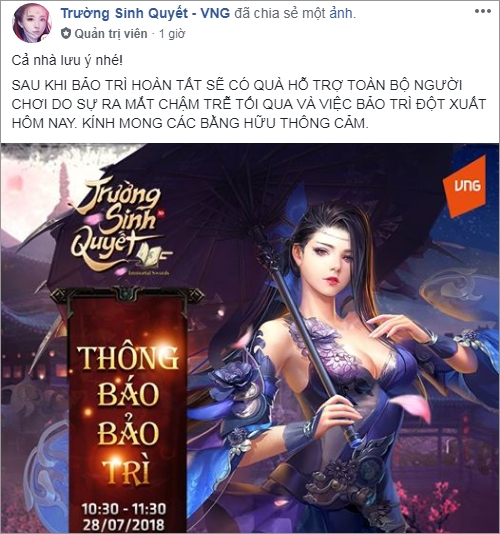 Trường Sinh Quyết - VNG đã chia sẻ một ảnh.
Quản trị viên · 1 giờ
Cả nhà lưu ý nhé!
SAU KHI BẢO TRÌ HOÀN TẤT SẼ CÓ QUÀ HỖ TRỢ TOÀN BỘ NGƯỜI
CHƠI DO SỰ RA MẮT CHẬM TRỄ TỐI QUA VÀ VIỆC BẢO TRÌ ĐỘT XUẤT
HÔM NAY. KÍNH MONG CÁC BẰNG HỮU THÔNG CẢM.
Trường
Sinh
Quyết
Immortal Swords
VNG
THÔNG
BÁO
BẢO
TRÌ
10:30 - 11:30
28/07/2018